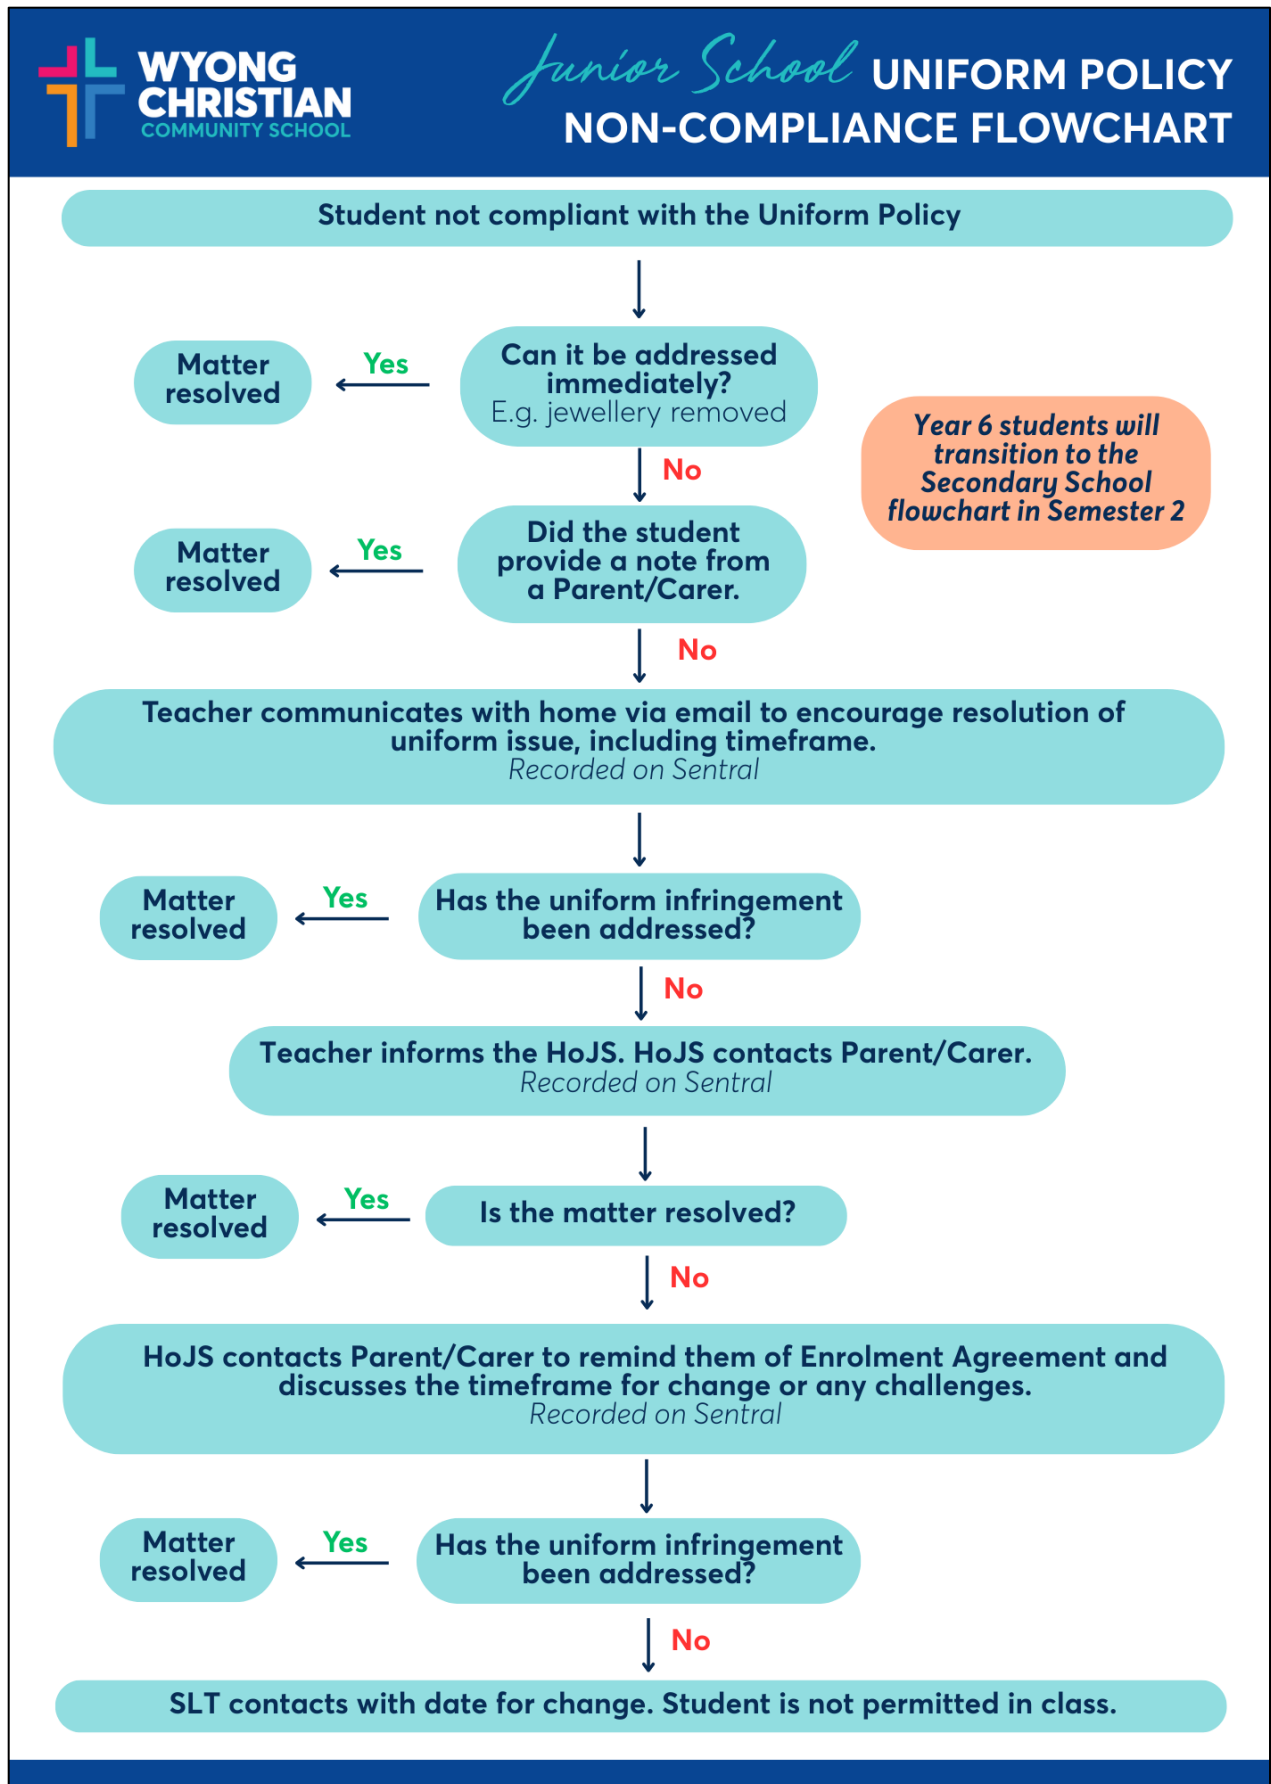 WYONG
CHRISTIAN
COMMUNITY SCHOOL
Junior School UNIFORM POLICY
NON-COMPLIANCE FLOWCHART
Student not compliant with the Uniform Policy
Can it be addressed
immediately?
E.g. jewellery removed
Yes
Matter
resolved
No
Year 6 students will
transition to the
Secondary School
flowchart in Semester 2
Did the student
provide a note from
a Parent/Carer.
Yes
Matter
resolved
No
Teacher communicates with home via email to encourage resolution of
uniform issue, including timeframe.
Recorded on Sentral
Has the uniform infringement
been addressed?
Yes
Matter
resolved
No
Teacher informs the HoJS. HoJS contacts Parent/Carer.
Recorded on Sentral
Is the matter resolved?
Yes
Matter
resolved
No
HoJS contacts Parent/Carer to remind them of Enrolment Agreement and
discusses the timeframe for change or any challenges.
Recorded on Sentral
Has the uniform infringement
been addressed?
Yes
Matter
resolved
No
SLT contacts with date for change. Student is not permitted in class.